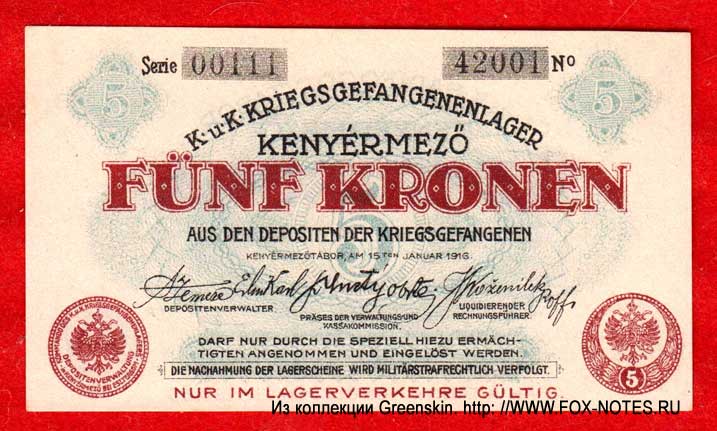 Serie 00111 42001 No
5 5
K. u. K. KRIEGSGEFANGENENLAGER
KENYÉRMEZŐ
FÜNF KRONEN
5
AUS DEN DEPOSITEN DER KRIEGSGEFANGENEN
KENYÉRMEZŐTÁBOR, AM 15TEN JANUAR 1916.
DEPOSITENVERWALTER.
PRÄSES DER VERWALTUNGS-UND KASSAKOMMISSION.
LIQUIDIERENDER RECHNUNGSFÜHRER.
DARF NUR DURCH DIE SPEZIELL HIEZU ERMÄCH-
TIGTEN ANGENOMMEN UND EINGELÖST WERDEN.
DIE NACHAHMUNG DER LAGERSCHEINE WIRD MILITÄRSTRAFRECHTLICH VERFOLGT.
NUR IM LAGERVERKEHRE GÜLTIG.
DEPOSITENVERWALTUNG
5
Из коллекции Greenskin. http: //WWW.FOX-NOTES.RU